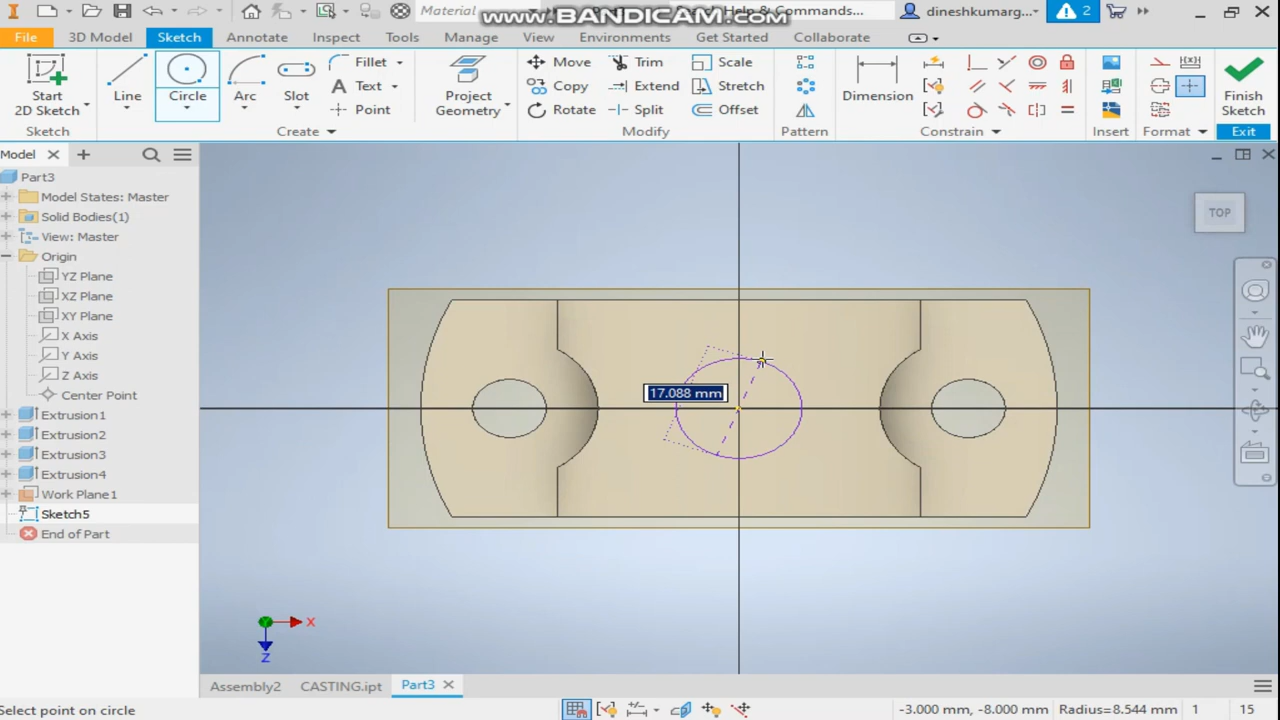 Material
www.BANDICAM.com
Commands...
dineshkumarg...
2
File
3D Model
Sketch
Annotate
Inspect
Tools
Manage
View
Environments
Get Started
Collaborate
Start
2D Sketch
Line
Circle
Arc
Slot
Fillet
Text
Point
Project
Geometry
Move
Copy
Rotate
Trim
Extend
Split
Scale
Stretch
Offset
Dimension
Finish
Sketch
Sketch
Create
Modify
Pattern
Constrain
Insert
Format
Exit
Model
Part3
Model States: Master
Solid Bodies(1)
View: Master
Origin
YZ Plane
XZ Plane
XY Plane
X Axis
Y Axis
Z Axis
Center Point
Extrusion1
Extrusion2
Extrusion3
Extrusion4
Work Plane1
Sketch5
End of Part
TOP
17.088 mm
X
Z
Assembly2
CASTING.ipt
Part3
Select point on circle
-3.000 mm, -8.000 mm
Radius=8.544 mm
1
15